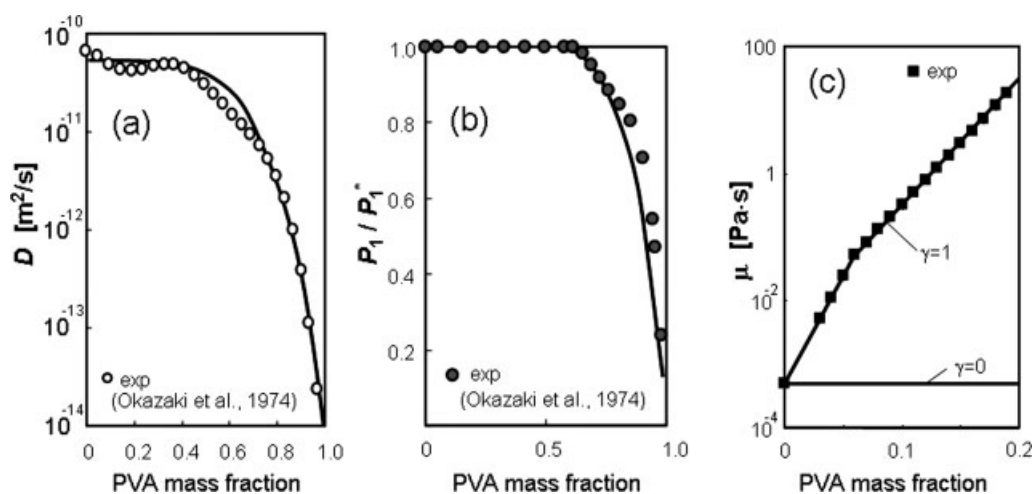 10⁻¹⁰
10⁻¹¹
10⁻¹²
10⁻¹³
10⁻¹⁴
D [m²/s]
(a)
exp
(Okazaki et al., 1974)
0 0.2 0.4 0.6 0.8 1
PVA mass fraction
1.0
0.8
0.6
0.4
0.2
P₁ / P₁*
(b)
exp
(Okazaki et al., 1974)
0 0.5 1.0
PVA mass fraction
100
1
10⁻²
10⁻⁴
μ [Pa·s]
(c)
exp
γ=1
γ=0
0 0.1 0.2
PVA mass fraction